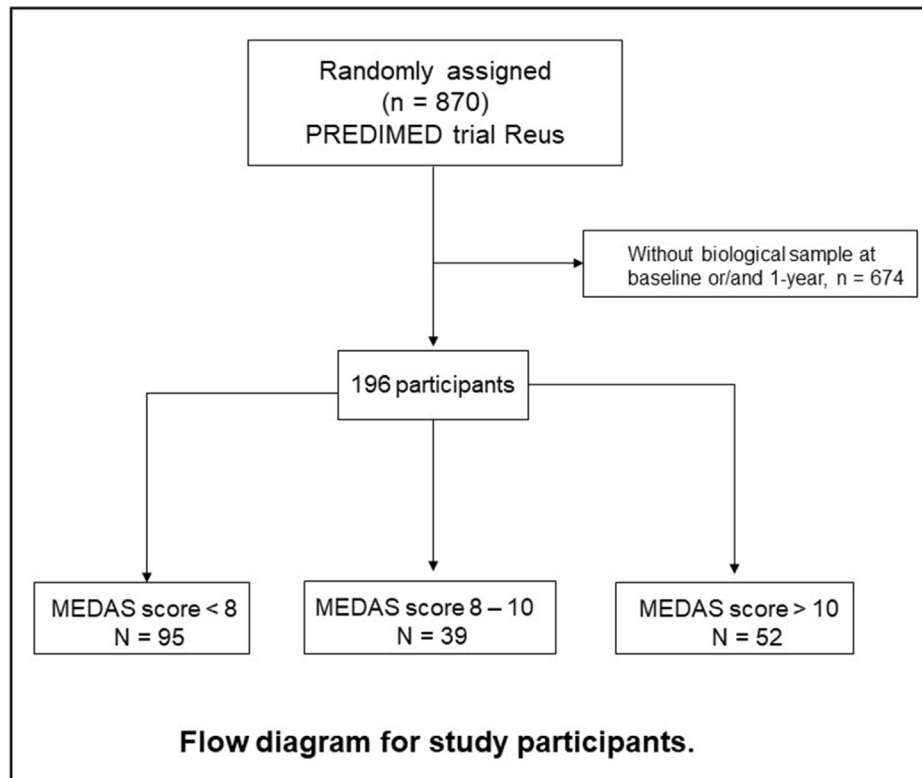 Randomly assigned
(n = 870)
PREDIMED trial Reus
Without biological sample at
baseline or/and 1-year, n = 674
196 participants
MEDAS score < 8
N = 95
MEDAS score 8 – 10
N = 39
MEDAS score > 10
N = 52
Flow diagram for study participants.